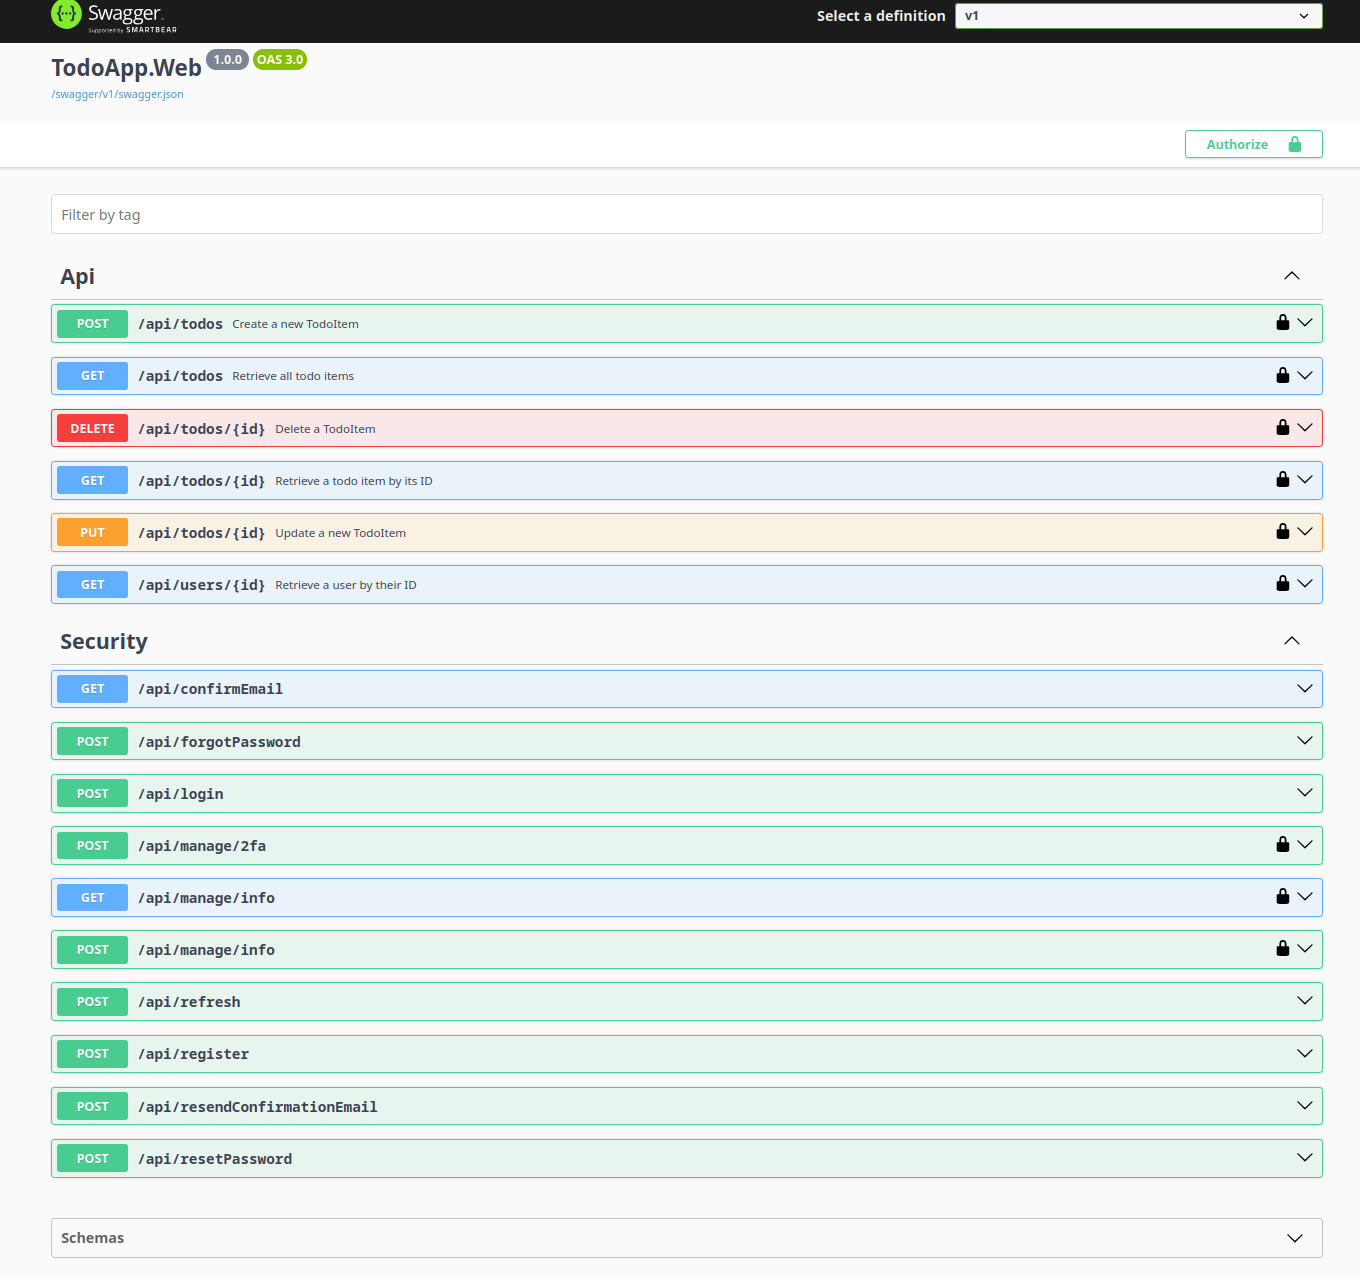 Swagger
Supported by SMARTBEAR
Select a definition
v1
TodoApp.Web 1.0.0 OAS 3.0
/swagger/v1/swagger.json
Authorize
Filter by tag
Api
POST /api/todos Create a new TodoItem
GET /api/todos Retrieve all todo items
DELETE /api/todos/{id} Delete a TodoItem
GET /api/todos/{id} Retrieve a todo item by its ID
PUT /api/todos/{id} Update a new TodoItem
GET /api/users/{id} Retrieve a user by their ID
Security
GET /api/confirmEmail
POST /api/forgotPassword
POST /api/login
POST /api/manage/2fa
GET /api/manage/info
POST /api/manage/info
POST /api/refresh
POST /api/register
POST /api/resendConfirmationEmail
POST /api/resetPassword
Schemas